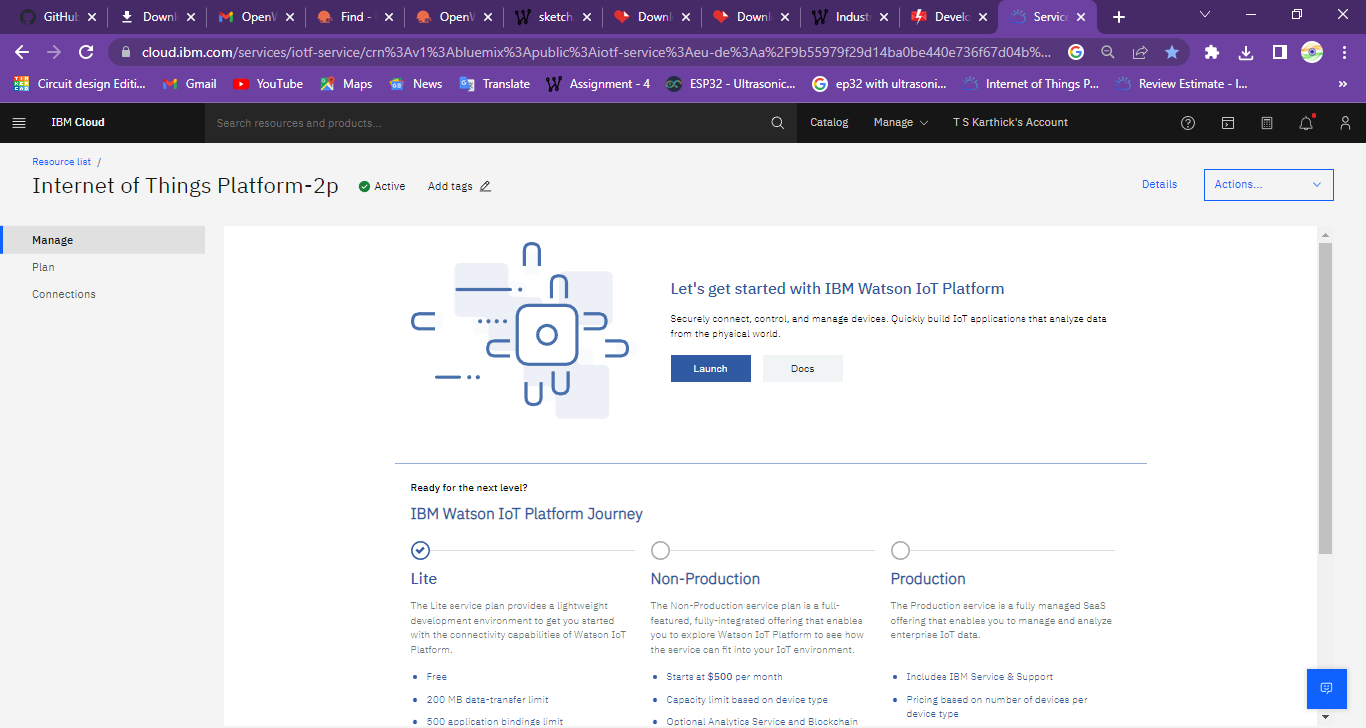 GitHub
Downl
OpenW
Find -
OpenW
sketch.
Downl
Downl
Indust
Develo
Service
cloud.ibm.com/services/iotf-service/crn%3Av1%3Abluemix%3Apublic%3Aiotf-service%3Aeu-de%3Aa%2F9b55979f29d14ba0be440e736f67d04b%...
Circuit design Editi...
Gmail
YouTube
Maps
News
Translate
Assignment - 4
ESP32 - Ultrasonic...
ep32 with ultrasoni...
Internet of Things P...
Review Estimate - I...
»
IBM Cloud
Search resources and products...
Catalog
Manage
T S Karthick's Account
Resource list /
Internet of Things Platform-2p
Active
Add tags
Details
Actions...
Manage
Plan
Connections
Let's get started with IBM Watson IoT Platform
Securely connect, control, and manage devices. Quickly build IoT applications that analyze data
from the physical world.
Launch
Docs
Ready for the next level?
IBM Watson IoT Platform Journey
Lite
The Lite service plan provides a lightweight
development environment to get you started
with the connectivity capabilities of Watson IoT
Platform.
• Free
• 200 MB data-transfer limit
• 500 application bindings limit
Non-Production
The Non-Production service plan is a full-
featured, fully-integrated offering that enables
you to explore Watson IoT Platform to see how
the service can fit into your IoT environment.
• Starts at $500 per month
• Capacity limit based on device type
• Optional Analytics Service and Blockchain
Production
The Production service is a fully managed SaaS
offering that enables you to manage and analyze
enterprise IoT data.
• Includes IBM Service & Support
• Pricing based on number of devices per
device type